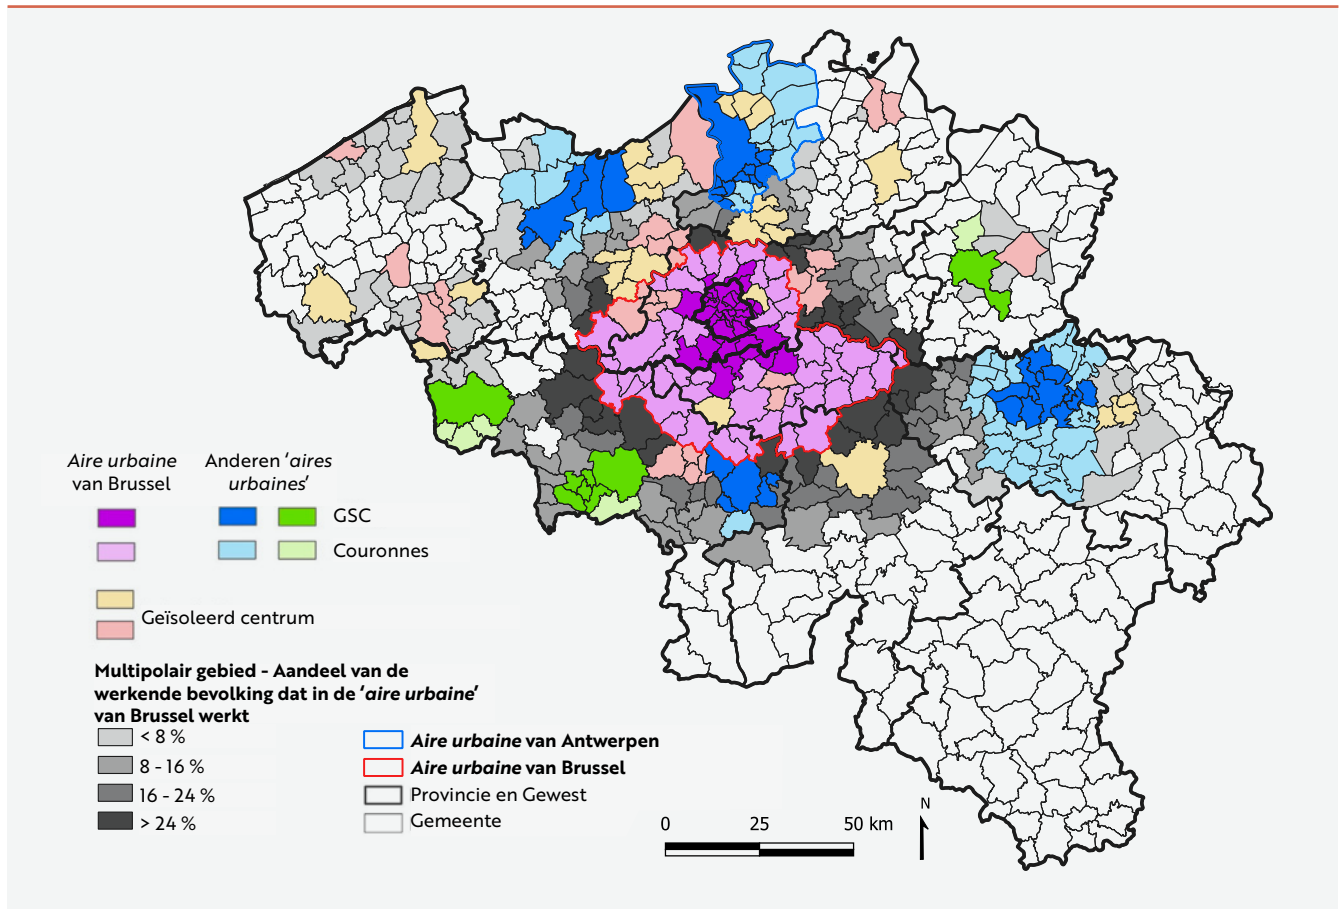 Aire urbaine
van Brussel
Anderen ‘aires
urbaines’
GSC
Couronnes
Geïsoleerd centrum
Multipolair gebied - Aandeel van de
werkende bevolking dat in de ‘aire urbaine’
van Brussel werkt
< 8 %
8 - 16 %
16 - 24 %
> 24 %
Aire urbaine van Antwerpen
Aire urbaine van Brussel
Provincie en Gewest
Gemeente
0 25 50 km
N